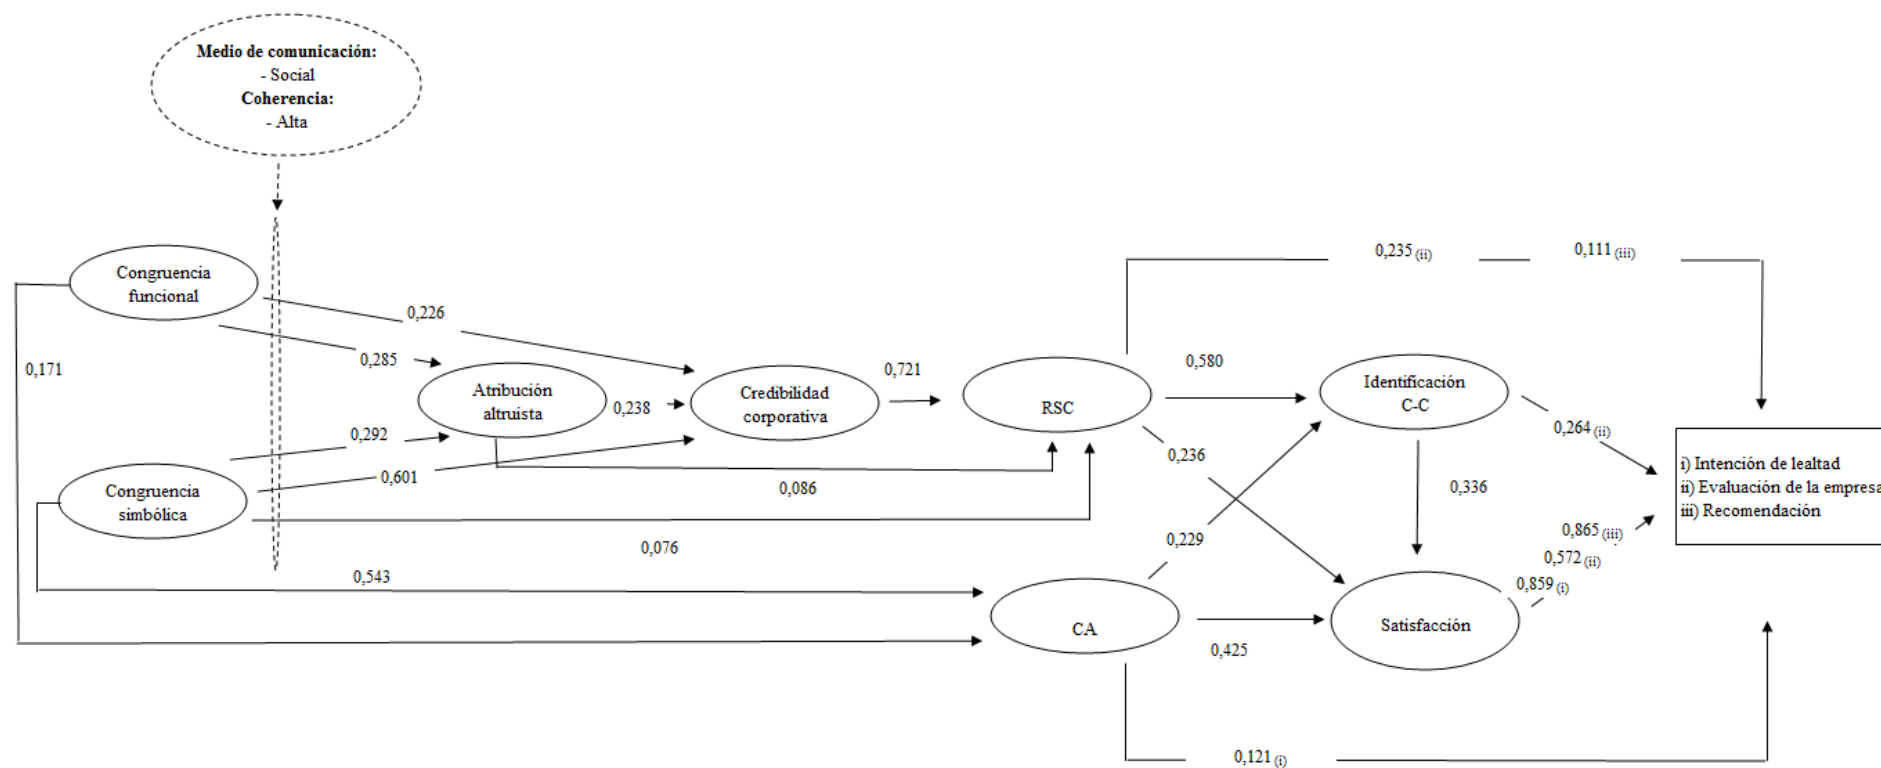 Medio de comunicación:
- Social
Coherencia:
- Alta
0,235 (ii)
0,111 (iii)
Congruencia
funcional
0,226
0,285
0,171
0,721
0,580
Atribución
altruista
0,238
Credibilidad
corporativa
RSC
Identificación
C-C
0,264 (ii)
0,292
0,601
0,086
0,236
0,336
Congruencia
simbólica
i) Intención de lealtad
ii) Evaluación de la empresa
iii) Recomendación
0,076
0,229
0,865 (iii)
0,572 (ii)
0,859 (i)
0,543
CA
0,425
Satisfacción
0,121 (i)